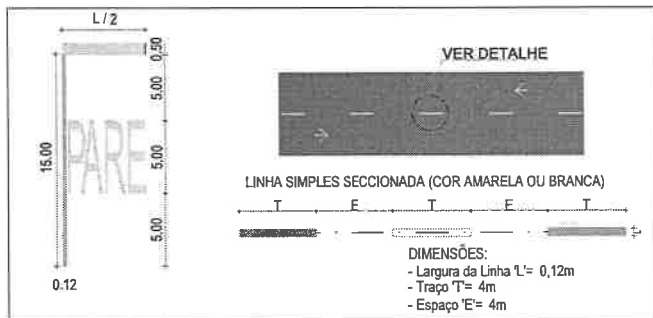 L / 2
0,50
5.00
15.00
PARE
5.00
5.00
0.12
VER DETALHE
LINHA SIMPLES SECCIONADA (COR AMARELA OU BRANCA)
T E T E T
L
DIMENSÕES:
- Largura da Linha 'L'= 0,12m
- Traço 'T'= 4m
- Espaço 'E'= 4m